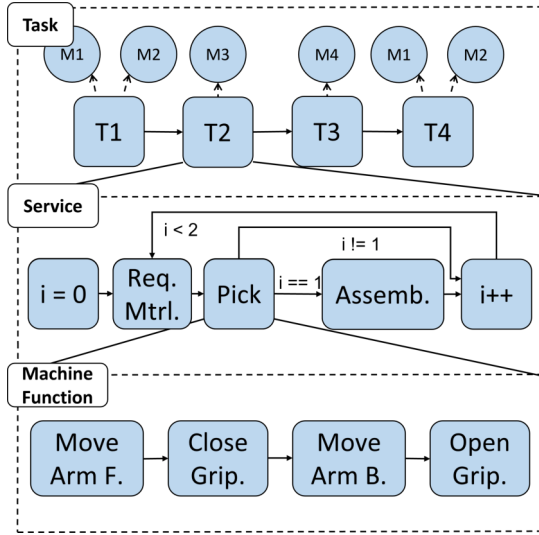 Task
M1
M2
M3
M4
M1
M2
T1
T2
T3
T4
Service
i < 2
i != 1
i = 0
Req.
Mtrl.
Pick
i == 1
Assemb.
i++
Machine
Function
Move
Arm F.
Close
Grip.
Move
Arm B.
Open
Grip.